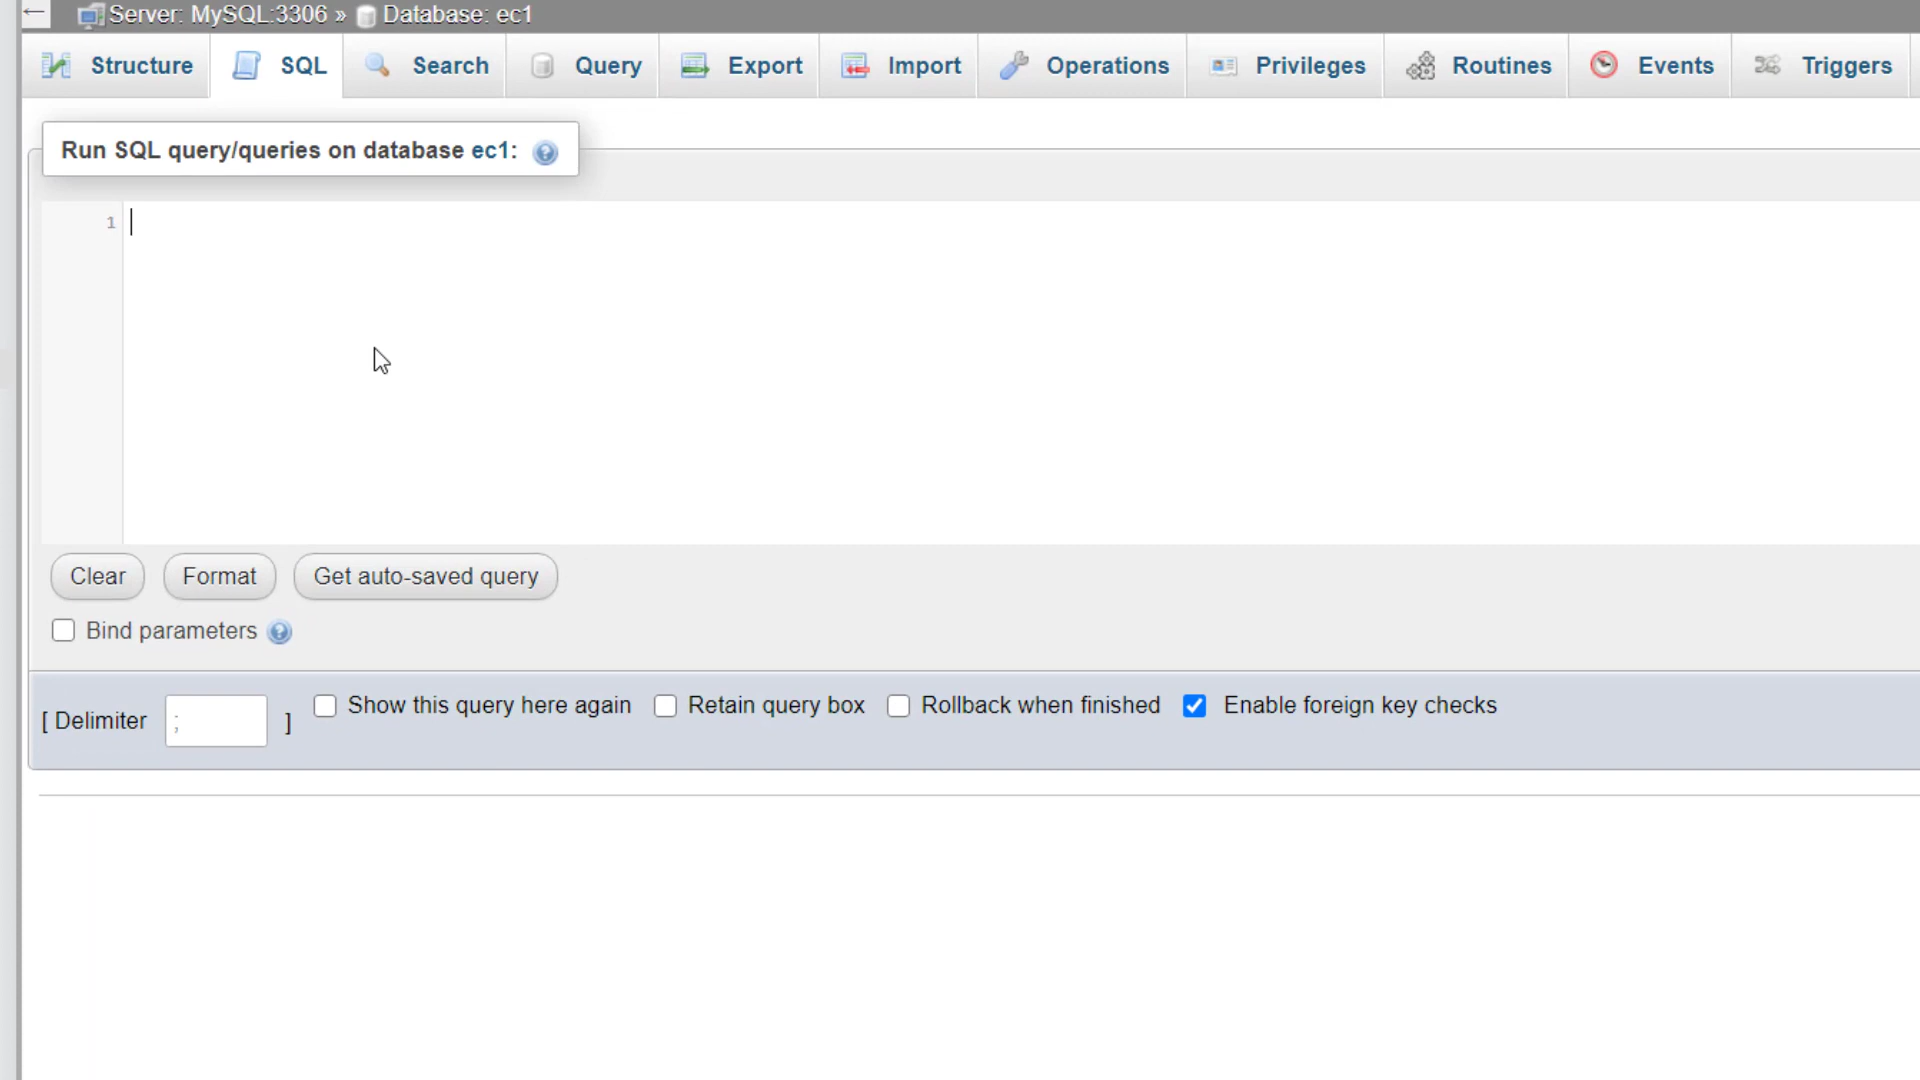 Server: MySQL:3306 » Database: ec1
Structure SQL Search Query Export Import Operations Privileges Routines Events Triggers
Run SQL query/queries on database ec1:
1
Clear Format Get auto-saved query
Bind parameters
[ Delimiter ; ] Show this query here again Retain query box Rollback when finished Enable foreign key checks